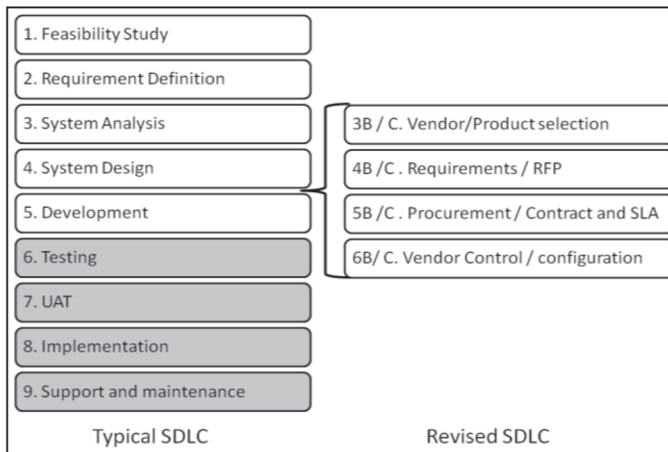 1. Feasibility Study
2. Requirement Definition
3. System Analysis
4. System Design
5. Development
6. Testing
7. UAT
8. Implementation
9. Support and maintenance
Typical SDLC
3B / C. Vendor/Product selection
4B /C . Requirements / RFP
5B /C . Procurement / Contract and SLA
6B/ C. Vendor Control / configuration
Revised SDLC